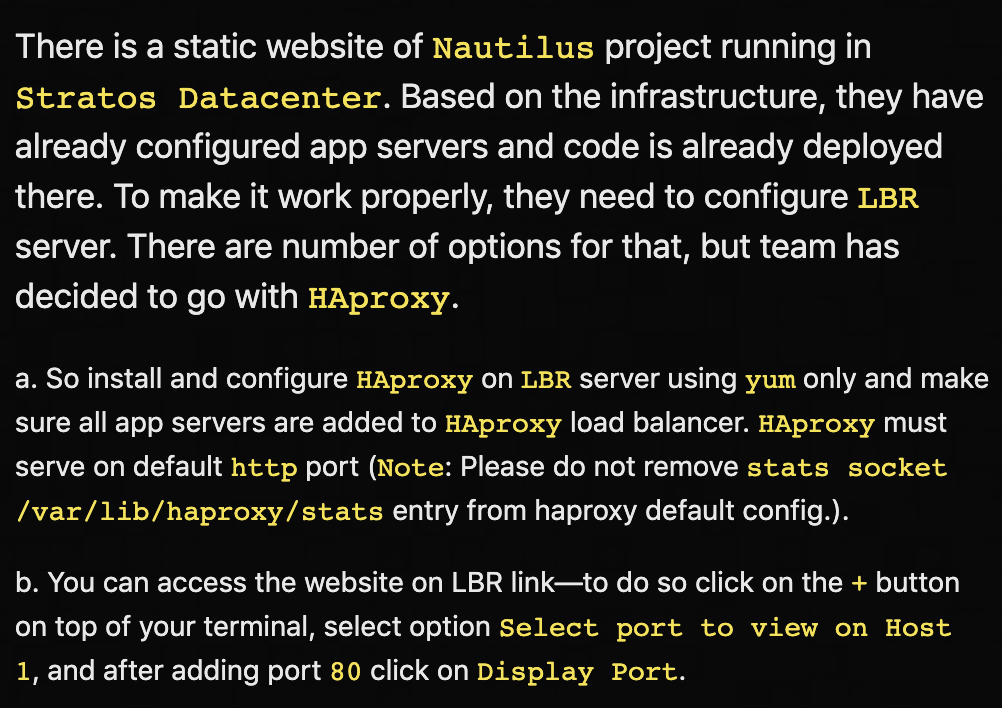 There is a static website of Nautilus project running in
Stratos Datacenter. Based on the infrastructure, they have
already configured app servers and code is already deployed
there. To make it work properly, they need to configure LBR
server. There are number of options for that, but team has
decided to go with HAproxy.
a. So install and configure HAproxy on LBR server using yum only and make
sure all app servers are added to HAproxy load balancer. HAproxy must
serve on default http port (Note: Please do not remove stats socket
/var/lib/haproxy/stats entry from haproxy default config.).
b. You can access the website on LBR link—to do so click on the + button
on top of your terminal, select option Select port to view on Host
1, and after adding port 80 click on Display Port.